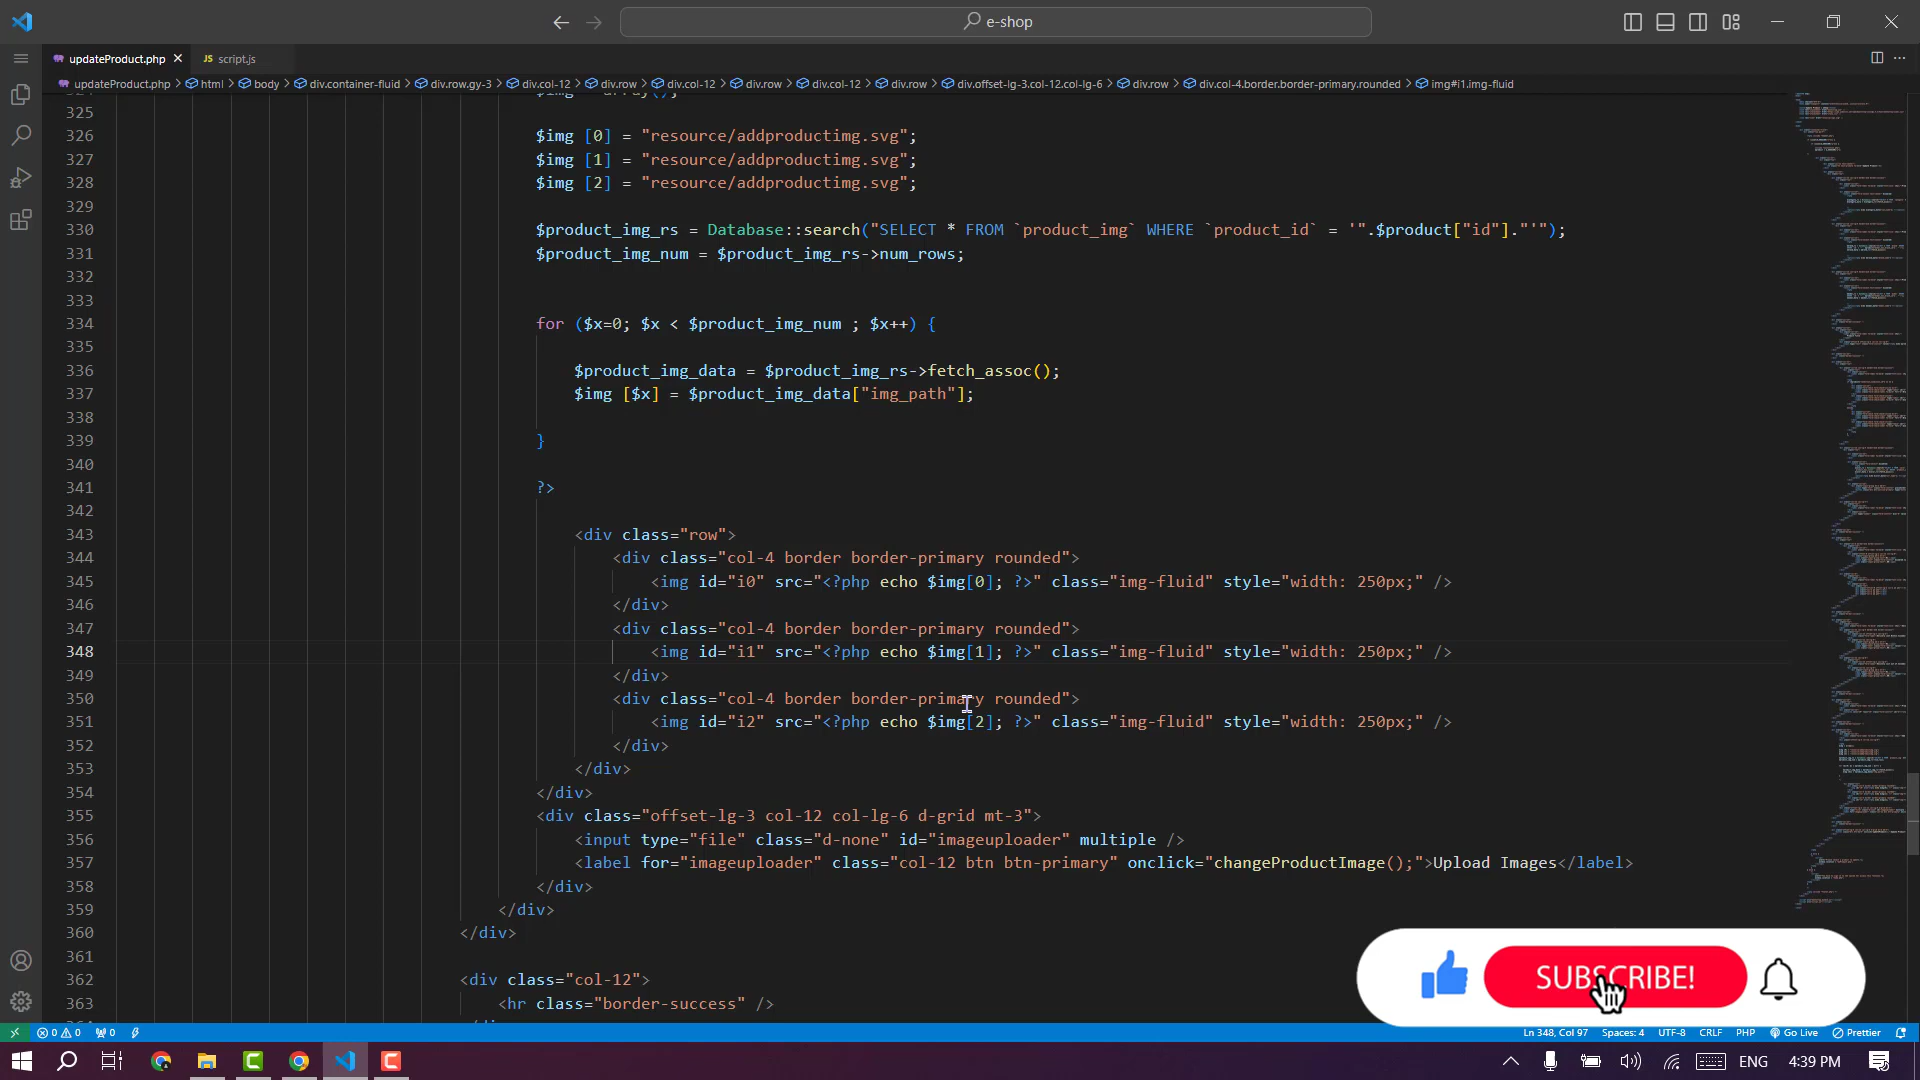 e-shop
updateProduct.php
JS script.js
updateProduct.php > html > body > div.container-fluid > div.row.gy-3 > div.col-12 > div.row > div.col-12 > div.row > div.col-12 > div.row > div.offset-lg-3.col-12.col-lg-6 > div.row > div.col-4.border.border-primary.rounded > img#i1.img-fluid
325
326 $img [0] = "resource/addproductimg.svg";
327 $img [1] = "resource/addproductimg.svg";
328 $img [2] = "resource/addproductimg.svg";
329
330 $product_img_rs = Database::search("SELECT * FROM `product_img` WHERE `product_id` = '".$product["id"]."'");
331 $product_img_num = $product_img_rs->num_rows;
332
333
334 for ($x=0; $x < $product_img_num ; $x++) {
335
336 $product_img_data = $product_img_rs->fetch_assoc();
337 $img [$x] = $product_img_data["img_path"];
338
339 }
340
341 ?>
342
343 <div class="row">
344 <div class="col-4 border border-primary rounded">
345 <img id="i0" src="<?php echo $img[0]; ?>" class="img-fluid" style="width: 250px;" />
346 </div>
347 <div class="col-4 border border-primary rounded">
348 <img id="i1" src="<?php echo $img[1]; ?>" class="img-fluid" style="width: 250px;" />
349 </div>
350 <div class="col-4 border border-primary rounded">
351 <img id="i2" src="<?php echo $img[2]; ?>" class="img-fluid" style="width: 250px;" />
352 </div>
353 </div>
354 </div>
355 <div class="offset-lg-3 col-12 col-lg-6 d-grid mt-3">
356 <input type="file" class="d-none" id="imageuploader" multiple />
357 <label for="imageuploader" class="col-12 btn btn-primary" onclick="changeProductImage();">Upload Images</label>
358 </div>
359 </div>
360 </div>
361
362 <div class="col-12">
363 <hr class="border-success" />
SUBSCRIBE!
0 0 0 Ln 348, Col 97 Spaces: 4 UTF-8 CRLF PHP Go Live Prettier
ENG 4:39 PM